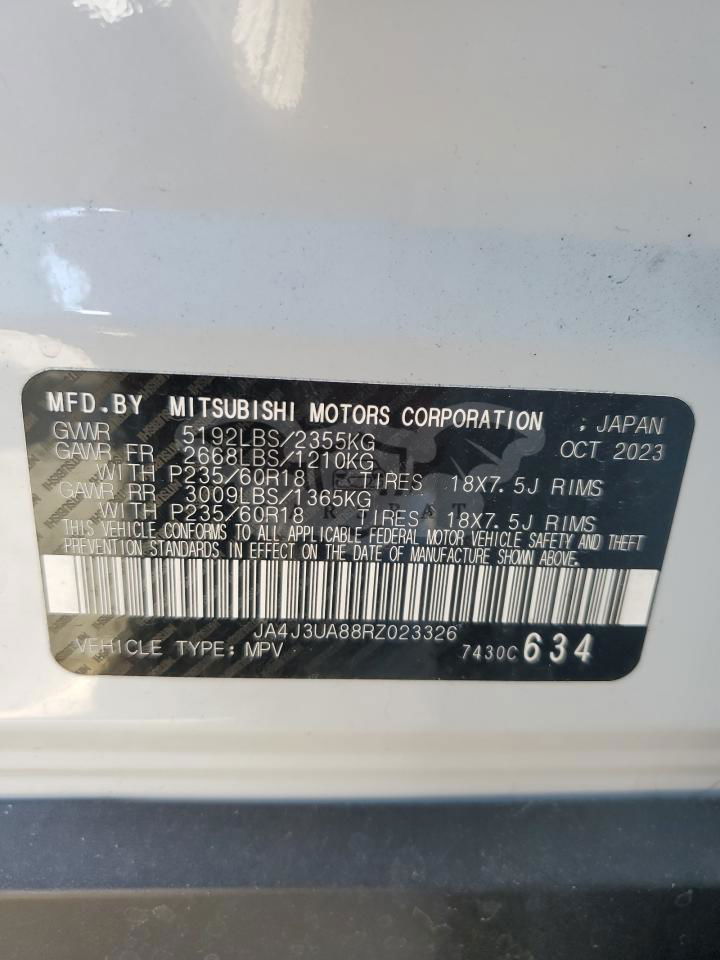 MFD.BY MITSUBISHI MOTORS CORPORATION , JAPAN
GVWR 5192LBS/2355KG OCT 2023
GAWR FR 2668LBS/1210KG
WITH P235/60R18 TIRES 18X7.5J RIMS
GAWR RR 3009LBS/1365KG
WITH P235/60R18 TIRES 18X7.5J RIMS
THIS VEHICLE CONFORMS TO ALL APPLICABLE FEDERAL MOTOR VEHICLE SAFETY AND THEFT
PREVENTION STANDARDS IN EFFECT ON THE DATE OF MANUFACTURE SHOWN ABOVE.
JA4J3UA88RZ023326
VEHICLE TYPE: MPV 7430C 634